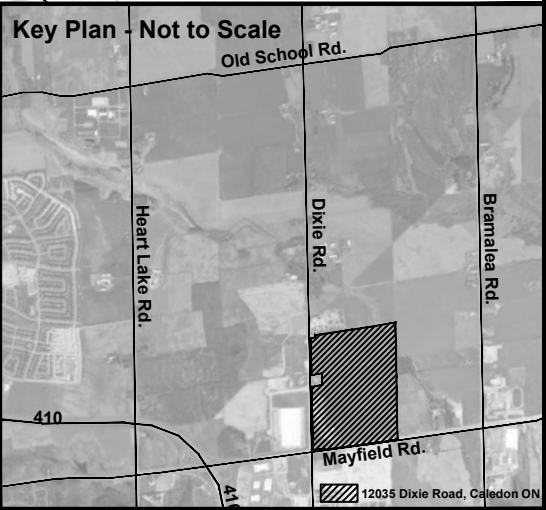 Key Plan - Not to Scale
Old School Rd.
Heart Lake Rd.
Dixie Rd.
Bramalea Rd.
410
Mayfield Rd.
410
12035 Dixie Road, Caledon ON